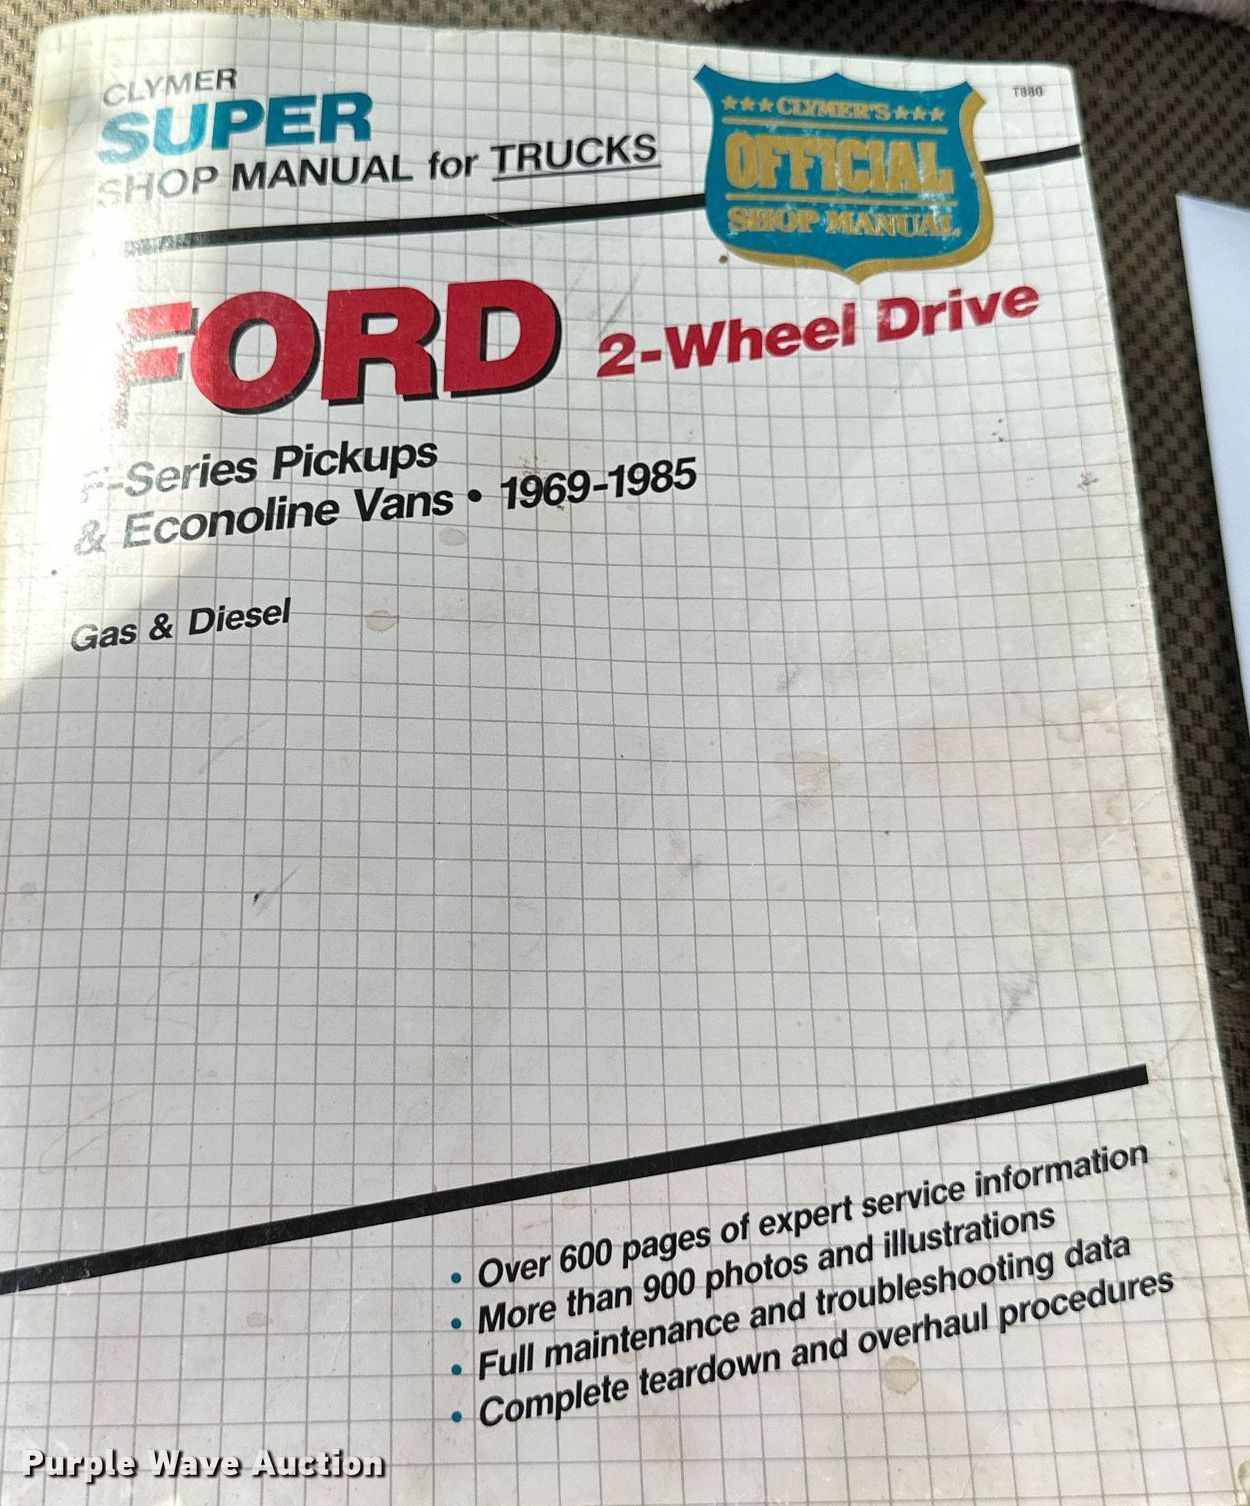 CLYMER
SUPER
SHOP MANUAL for TRUCKS
★★★CLYMER'S★★★
OFFICIAL
SHOP MANUAL
T880
FORD 2-Wheel Drive
F-Series Pickups
& Econoline Vans • 1969-1985
Gas & Diesel
• Over 600 pages of expert service information
• More than 900 photos and illustrations
• Full maintenance and troubleshooting data
• Complete teardown and overhaul procedures
Purple Wave Auction